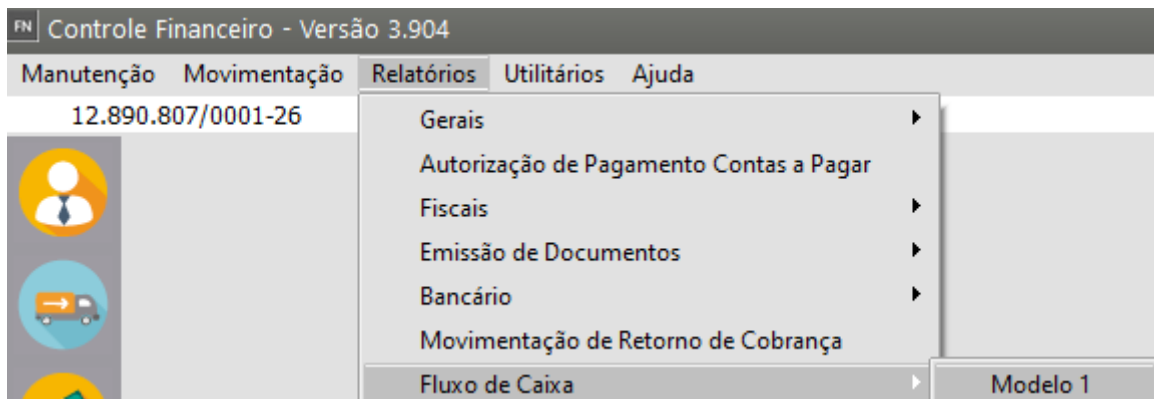 FN Controle Financeiro - Versão 3.904
Manutenção Movimentação Relatórios Utilitários Ajuda
12.890.807/0001-26
Gerais
Autorização de Pagamento Contas a Pagar
Fiscais
Emissão de Documentos
Bancário
Movimentação de Retorno de Cobrança
Fluxo de Caixa Modelo 1